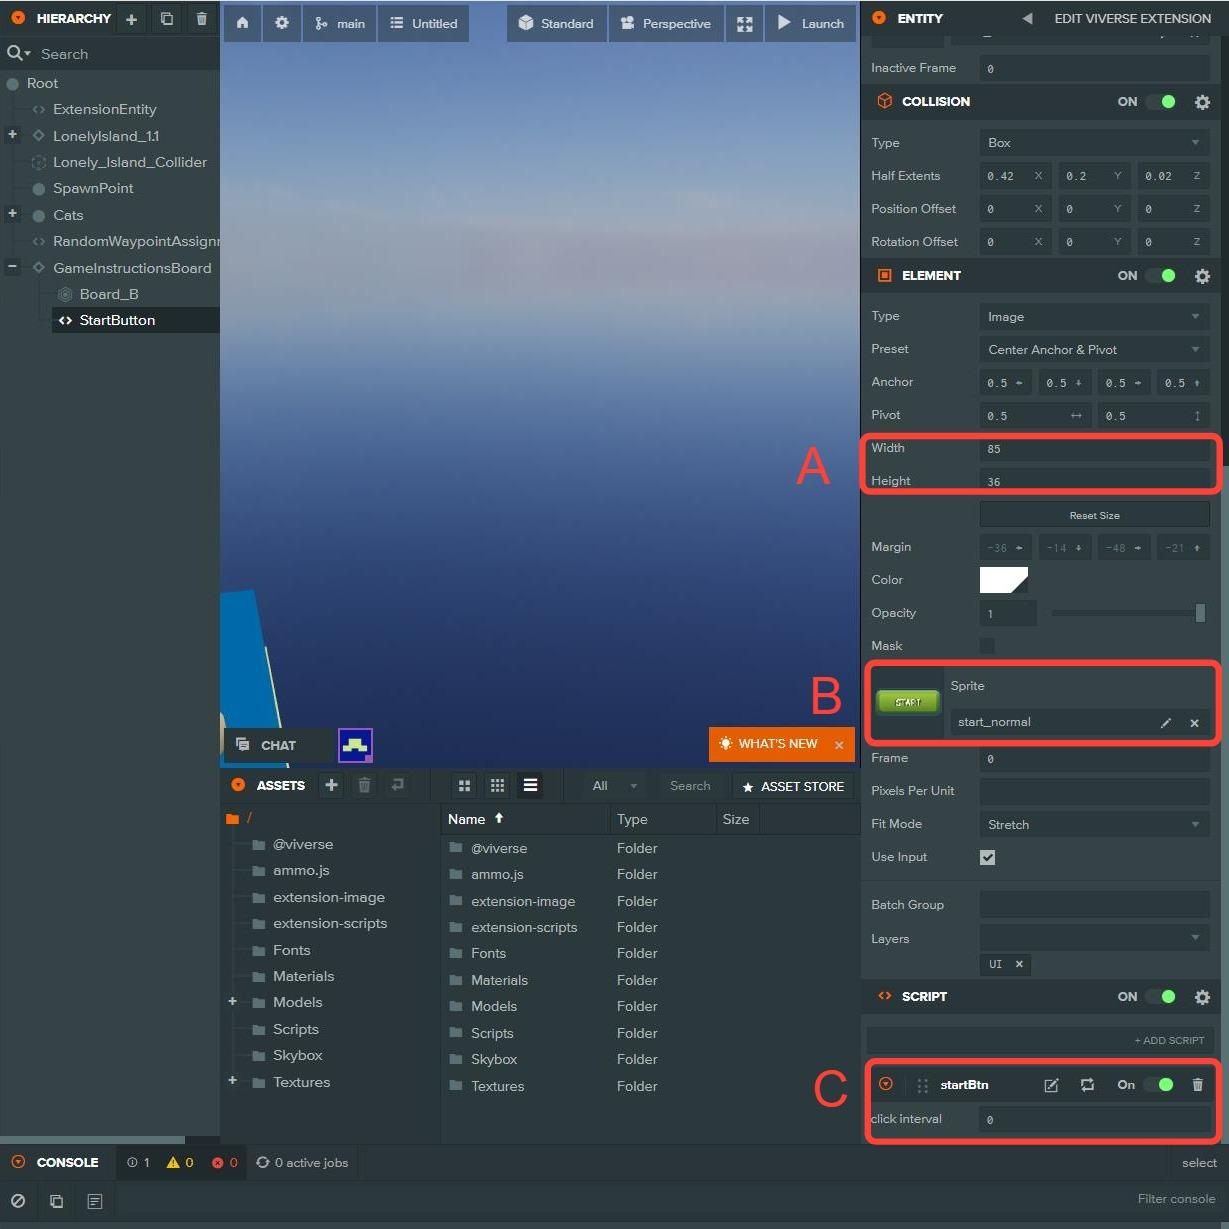 HIERARCHY
Search
Root
ExtensionEntity
LonelyIsland_1.1
Lonely_Island_Collider
SpawnPoint
Cats
RandomWaypointAssignr
GameInstructionsBoard
Board_B
StartButton
main
Untitled
Standard
Perspective
Launch
A
B
C
CHAT
WHAT'S NEW
ENTITY
EDIT VIVERSE EXTENSION
Inactive Frame 0
COLLISION ON
Type Box
Half Extents 0.42 X 0.2 Y 0.02 Z
Position Offset 0 X 0 Y 0 Z
Rotation Offset 0 X 0 Y 0 Z
ELEMENT ON
Type Image
Preset Center Anchor & Pivot
Anchor 0.5 0.5 0.5 0.5
Pivot 0.5 0.5
Width 85
Height 36
Reset Size
Margin -36 -14 -48 -21
Color
Opacity 1
Mask
START
Sprite
start_normal
Frame 0
Pixels Per Unit
Fit Mode Stretch
Use Input
Batch Group
Layers
UI
SCRIPT ON
+ ADD SCRIPT
startBtn On
click interval 0
ASSETS
All
Search
ASSET STORE
/
@viverse
ammo.js
extension-image
extension-scripts
Fonts
Materials
Models
Scripts
Skybox
Textures
Name Type Size
@viverse Folder
ammo.js Folder
extension-image Folder
extension-scripts Folder
Fonts Folder
Materials Folder
Models Folder
Scripts Folder
Skybox Folder
Textures Folder
CONSOLE 1 0 0 0 active jobs
select
Filter console